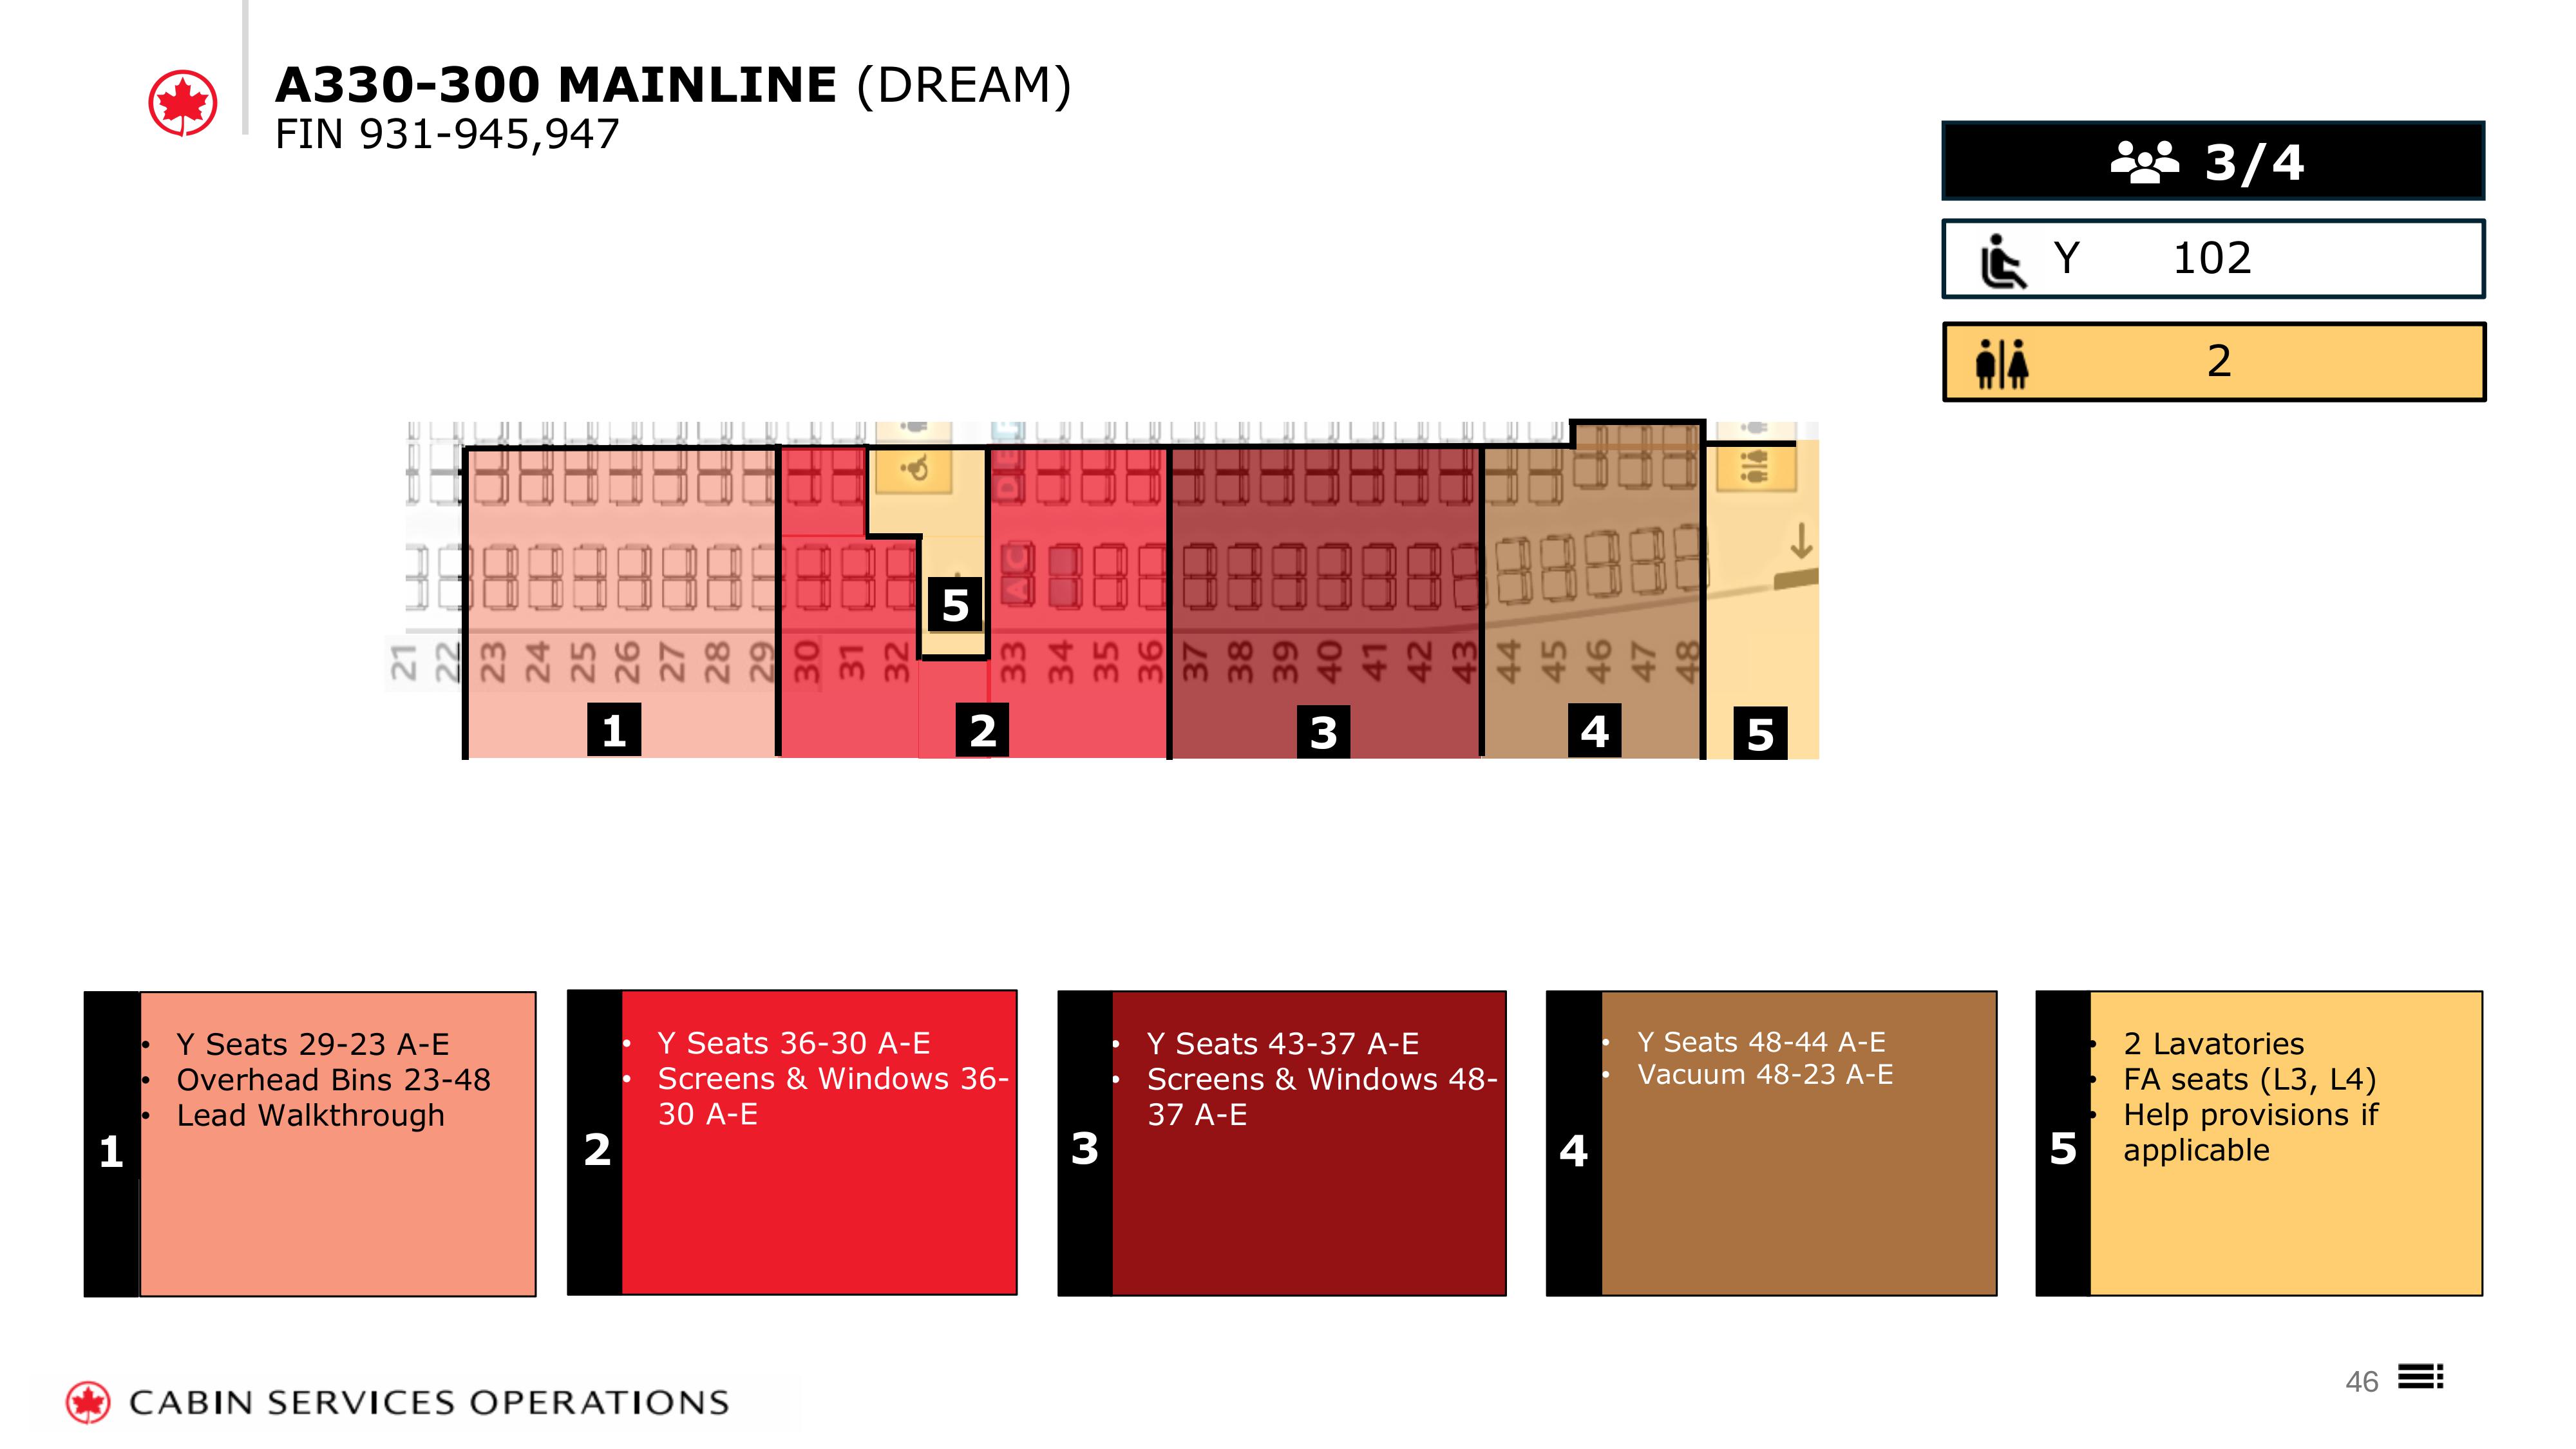 A330-300 MAINLINE (DREAM)
FIN 931-945,947
3/4
Y 102
2
DEF
AC
5
21 22 23 24 25 26 27 28 29 30 31 32 33 34 35 36 37 38 39 40 41 42 43 44 45 46 47 48
1 2 3 4 5
1
• Y Seats 29-23 A-E
• Overhead Bins 23-48
• Lead Walkthrough
2
• Y Seats 36-30 A-E
• Screens & Windows 36-
30 A-E
3
• Y Seats 43-37 A-E
• Screens & Windows 48-
37 A-E
4
• Y Seats 48-44 A-E
• Vacuum 48-23 A-E
5
• 2 Lavatories
• FA seats (L3, L4)
• Help provisions if
applicable
CABIN SERVICES OPERATIONS
46